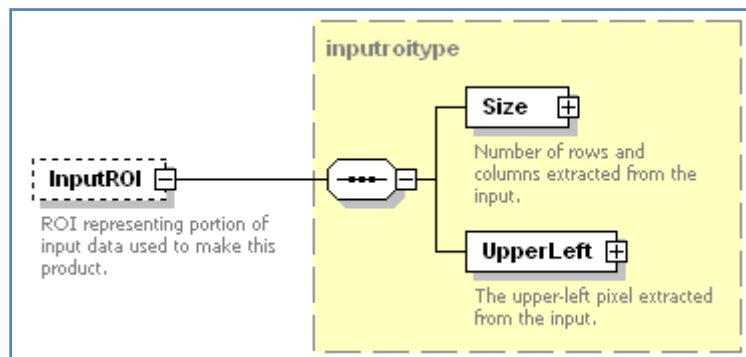 inputroitype
Size
Number of rows and
columns extracted from the
input.
InputROI
ROI representing portion of
input data used to make this
product.
UpperLeft
The upper-left pixel extracted
from the input.